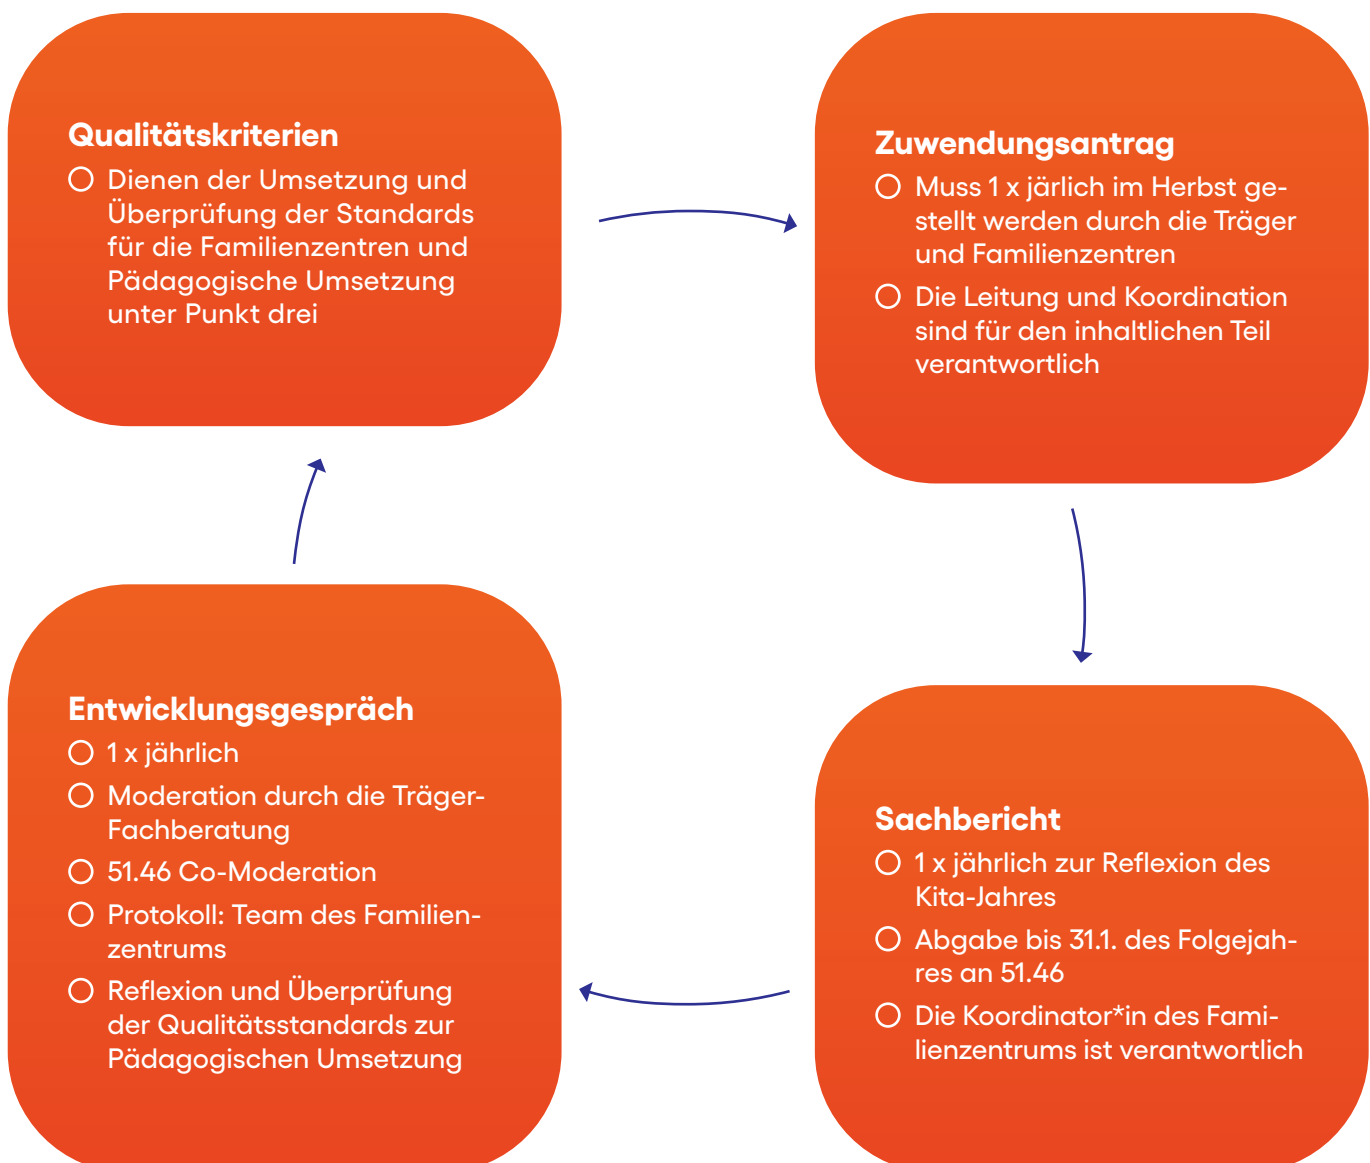 Qualitätskriterien
Dienen der Umsetzung und
Überprüfung der Standards
für die Familienzentren und
Pädagogische Umsetzung
unter Punkt drei
Zuwendungsantrag
Muss 1 x järlich im Herbst ge-
stellt werden durch die Träger
und Familienzentren
Die Leitung und Koordination
sind für den inhaltlichen Teil
verantwortlich
Sachbericht
1 x jährlich zur Reflexion des
Kita-Jahres
Abgabe bis 31.1. des Folgejah-
res an 51.46
Die Koordinator*in des Fami-
lienzentrums ist verantwortlich
Entwicklungsgespräch
1 x jährlich
Moderation durch die Träger-
Fachberatung
51.46 Co-Moderation
Protokoll: Team des Familien-
zentrums
Reflexion und Überprüfung
der Qualitätsstandards zur
Pädagogischen Umsetzung